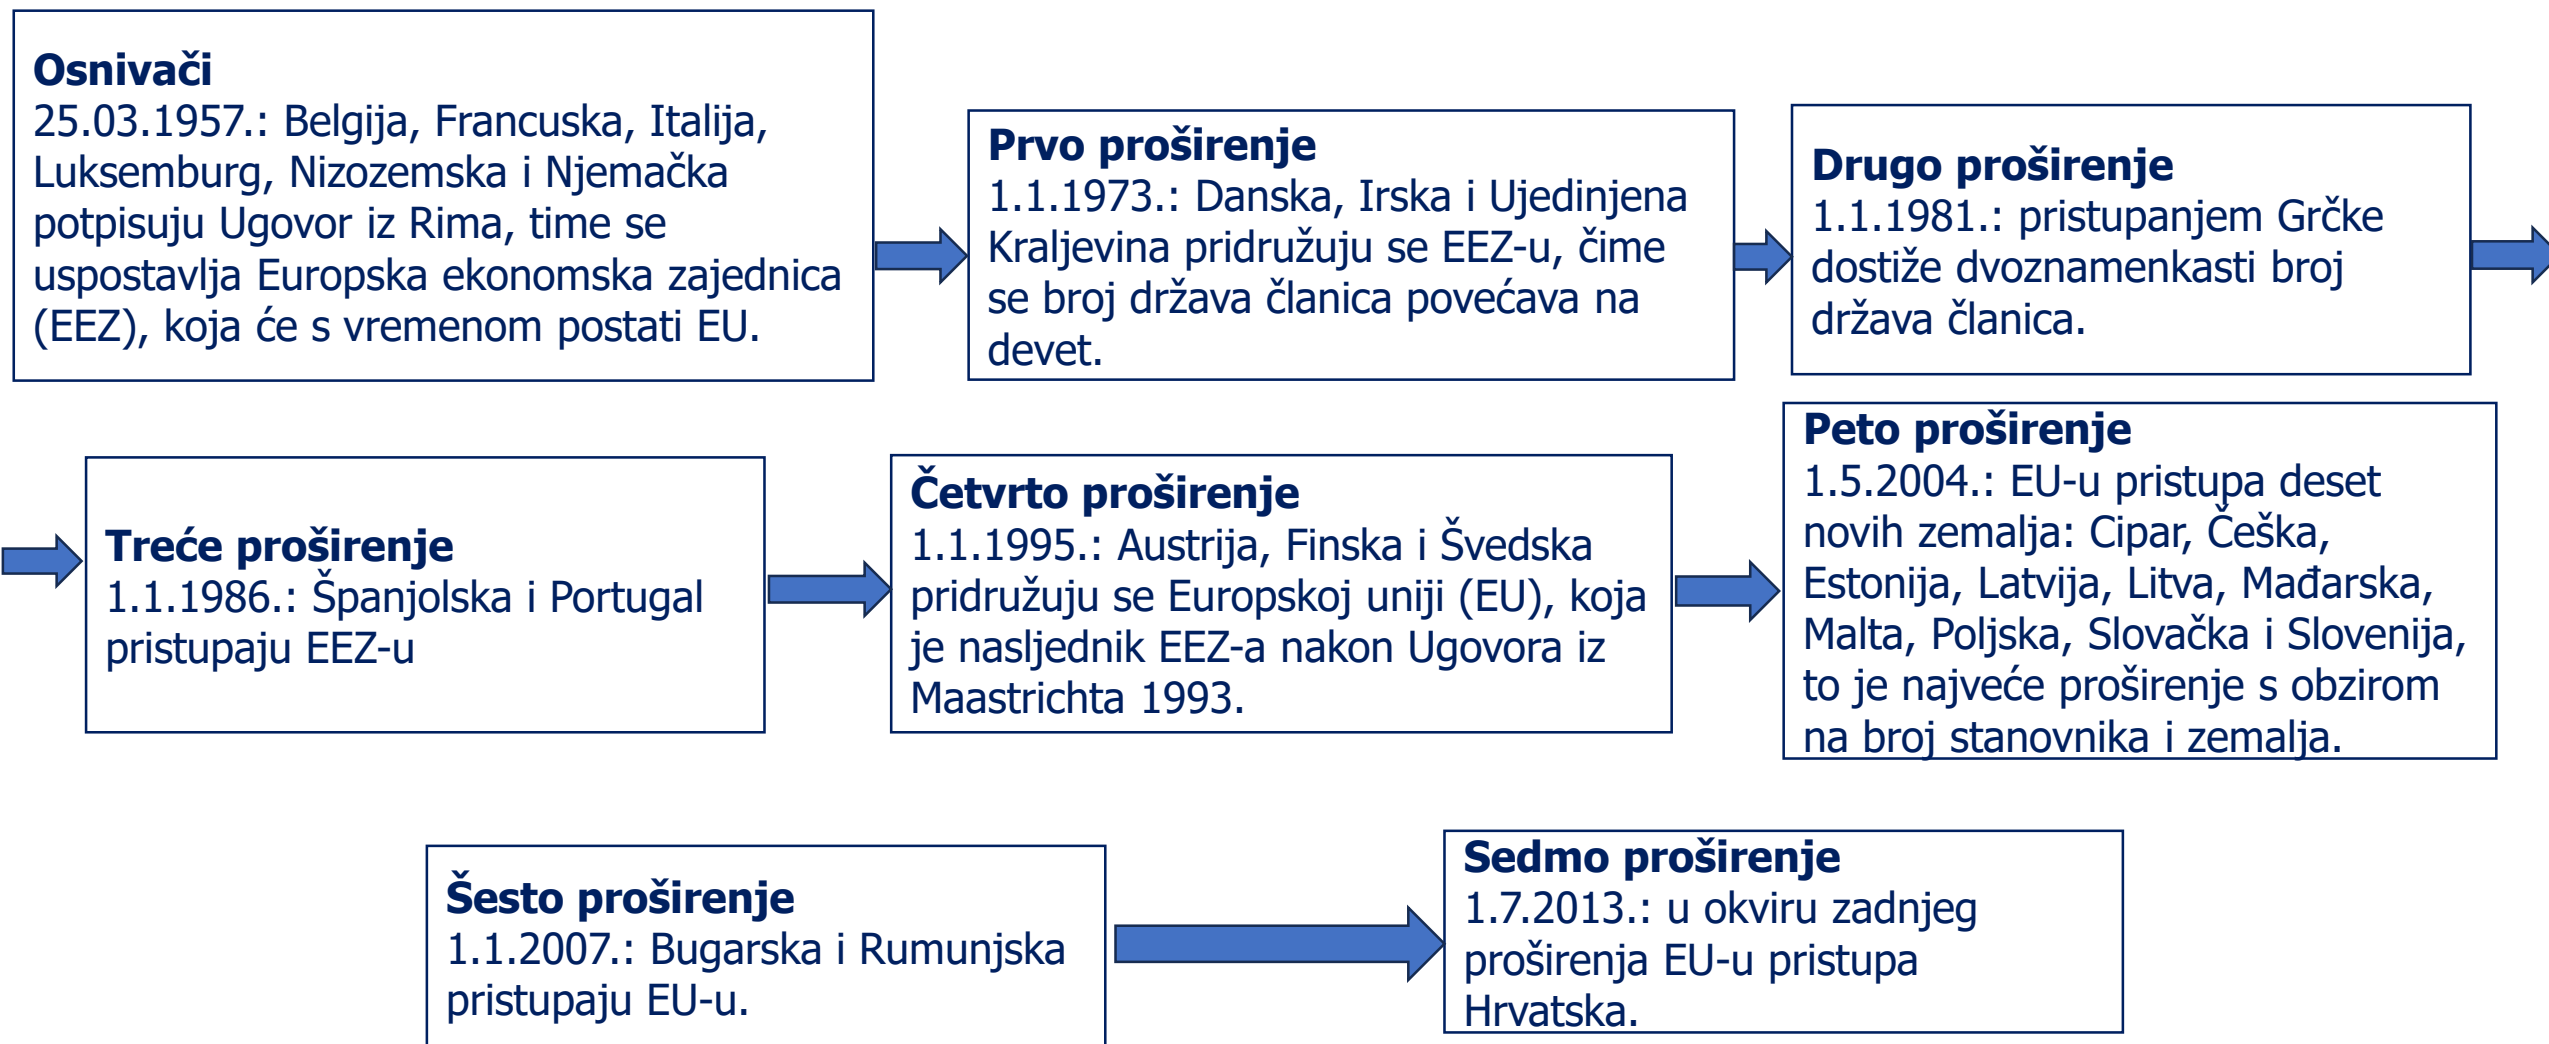 Osnivači
25.03.1957.: Belgija, Francuska, Italija,
Luksemburg, Nizozemska i Njemačka
potpisuju Ugovor iz Rima, time se
uspostavlja Europska ekonomska zajednica
(EEZ), koja će s vremenom postati EU.
Prvo proširenje
1.1.1973.: Danska, Irska i Ujedinjena
Kraljevina pridružuju se EEZ-u, čime
se broj država članica povećava na
devet.
Drugo proširenje
1.1.1981.: pristupanjem Grčke
dostiže dvoznamenkasti broj
država članica.
Treće proširenje
1.1.1986.: Španjolska i Portugal
pristupaju EEZ-u
Četvrto proširenje
1.1.1995.: Austrija, Finska i Švedska
pridružuju se Europskoj uniji (EU), koja
je nasljednik EEZ-a nakon Ugovora iz
Maastrichta 1993.
Peto proširenje
1.5.2004.: EU-u pristupa deset
novih zemalja: Cipar, Češka,
Estonija, Latvija, Litva, Mađarska,
Malta, Poljska, Slovačka i Slovenija,
to je najveće proširenje s obzirom
na broj stanovnika i zemalja.
Šesto proširenje
1.1.2007.: Bugarska i Rumunjska
pristupaju EU-u.
Sedmo proširenje
1.7.2013.: u okviru zadnjeg
proširenja EU-u pristupa
Hrvatska.